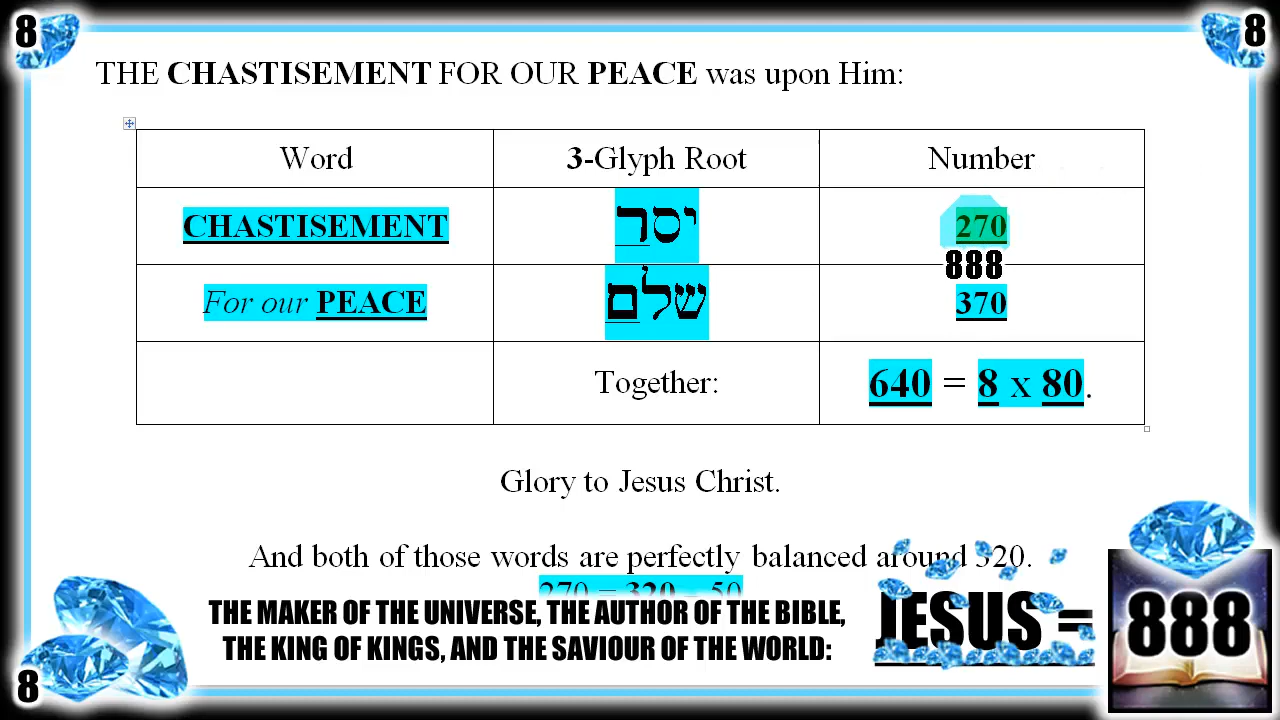 8
8
THE CHASTISEMENT FOR OUR PEACE was upon Him:
Word 3-Glyph Root Number
CHASTISEMENT יסר 270
888
For our PEACE שלם 370
Together: 640 = 8 x 80.
Glory to Jesus Christ.
And both of those words are perfectly balanced around 320.
270 = 320 - 50
THE MAKER OF THE UNIVERSE, THE AUTHOR OF THE BIBLE,
THE KING OF KINGS, AND THE SAVIOUR OF THE WORLD:
JESUS = 888
8